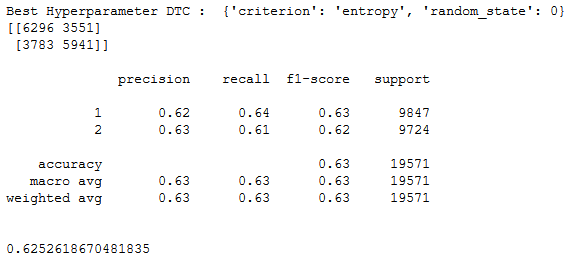 Best Hyperparameter DTC :  {'criterion': 'entropy', 'random_state': 0}
[[6296 3551]
 [3783 5941]]
              precision    recall  f1-score   support
           1       0.62      0.64      0.63      9847
           2       0.63      0.61      0.62      9724
    accuracy                           0.63     19571
   macro avg       0.63      0.63      0.63     19571
weighted avg       0.63      0.63      0.63     19571
0.6252618670481835